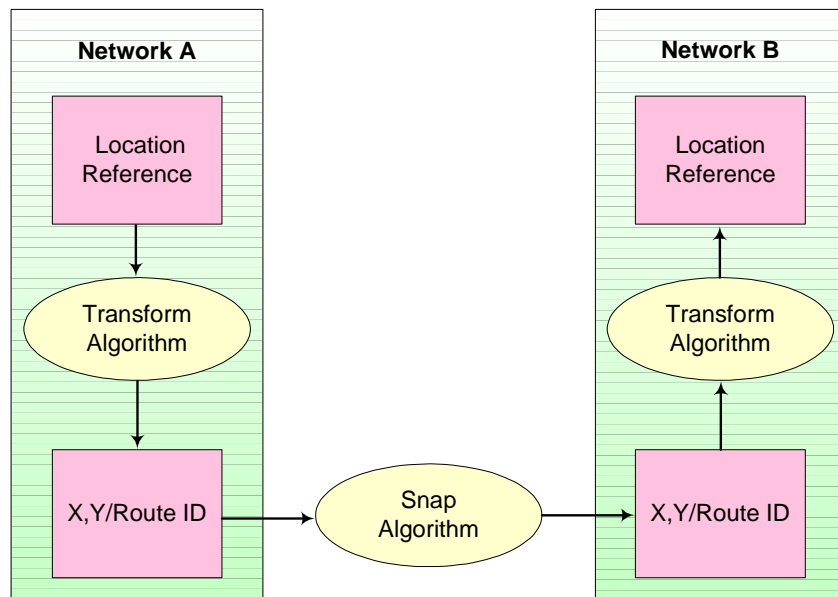 Network A
Location
Reference
Transform
Algorithm
X,Y/Route ID
Snap
Algorithm
Network B
Location
Reference
Transform
Algorithm
X,Y/Route ID